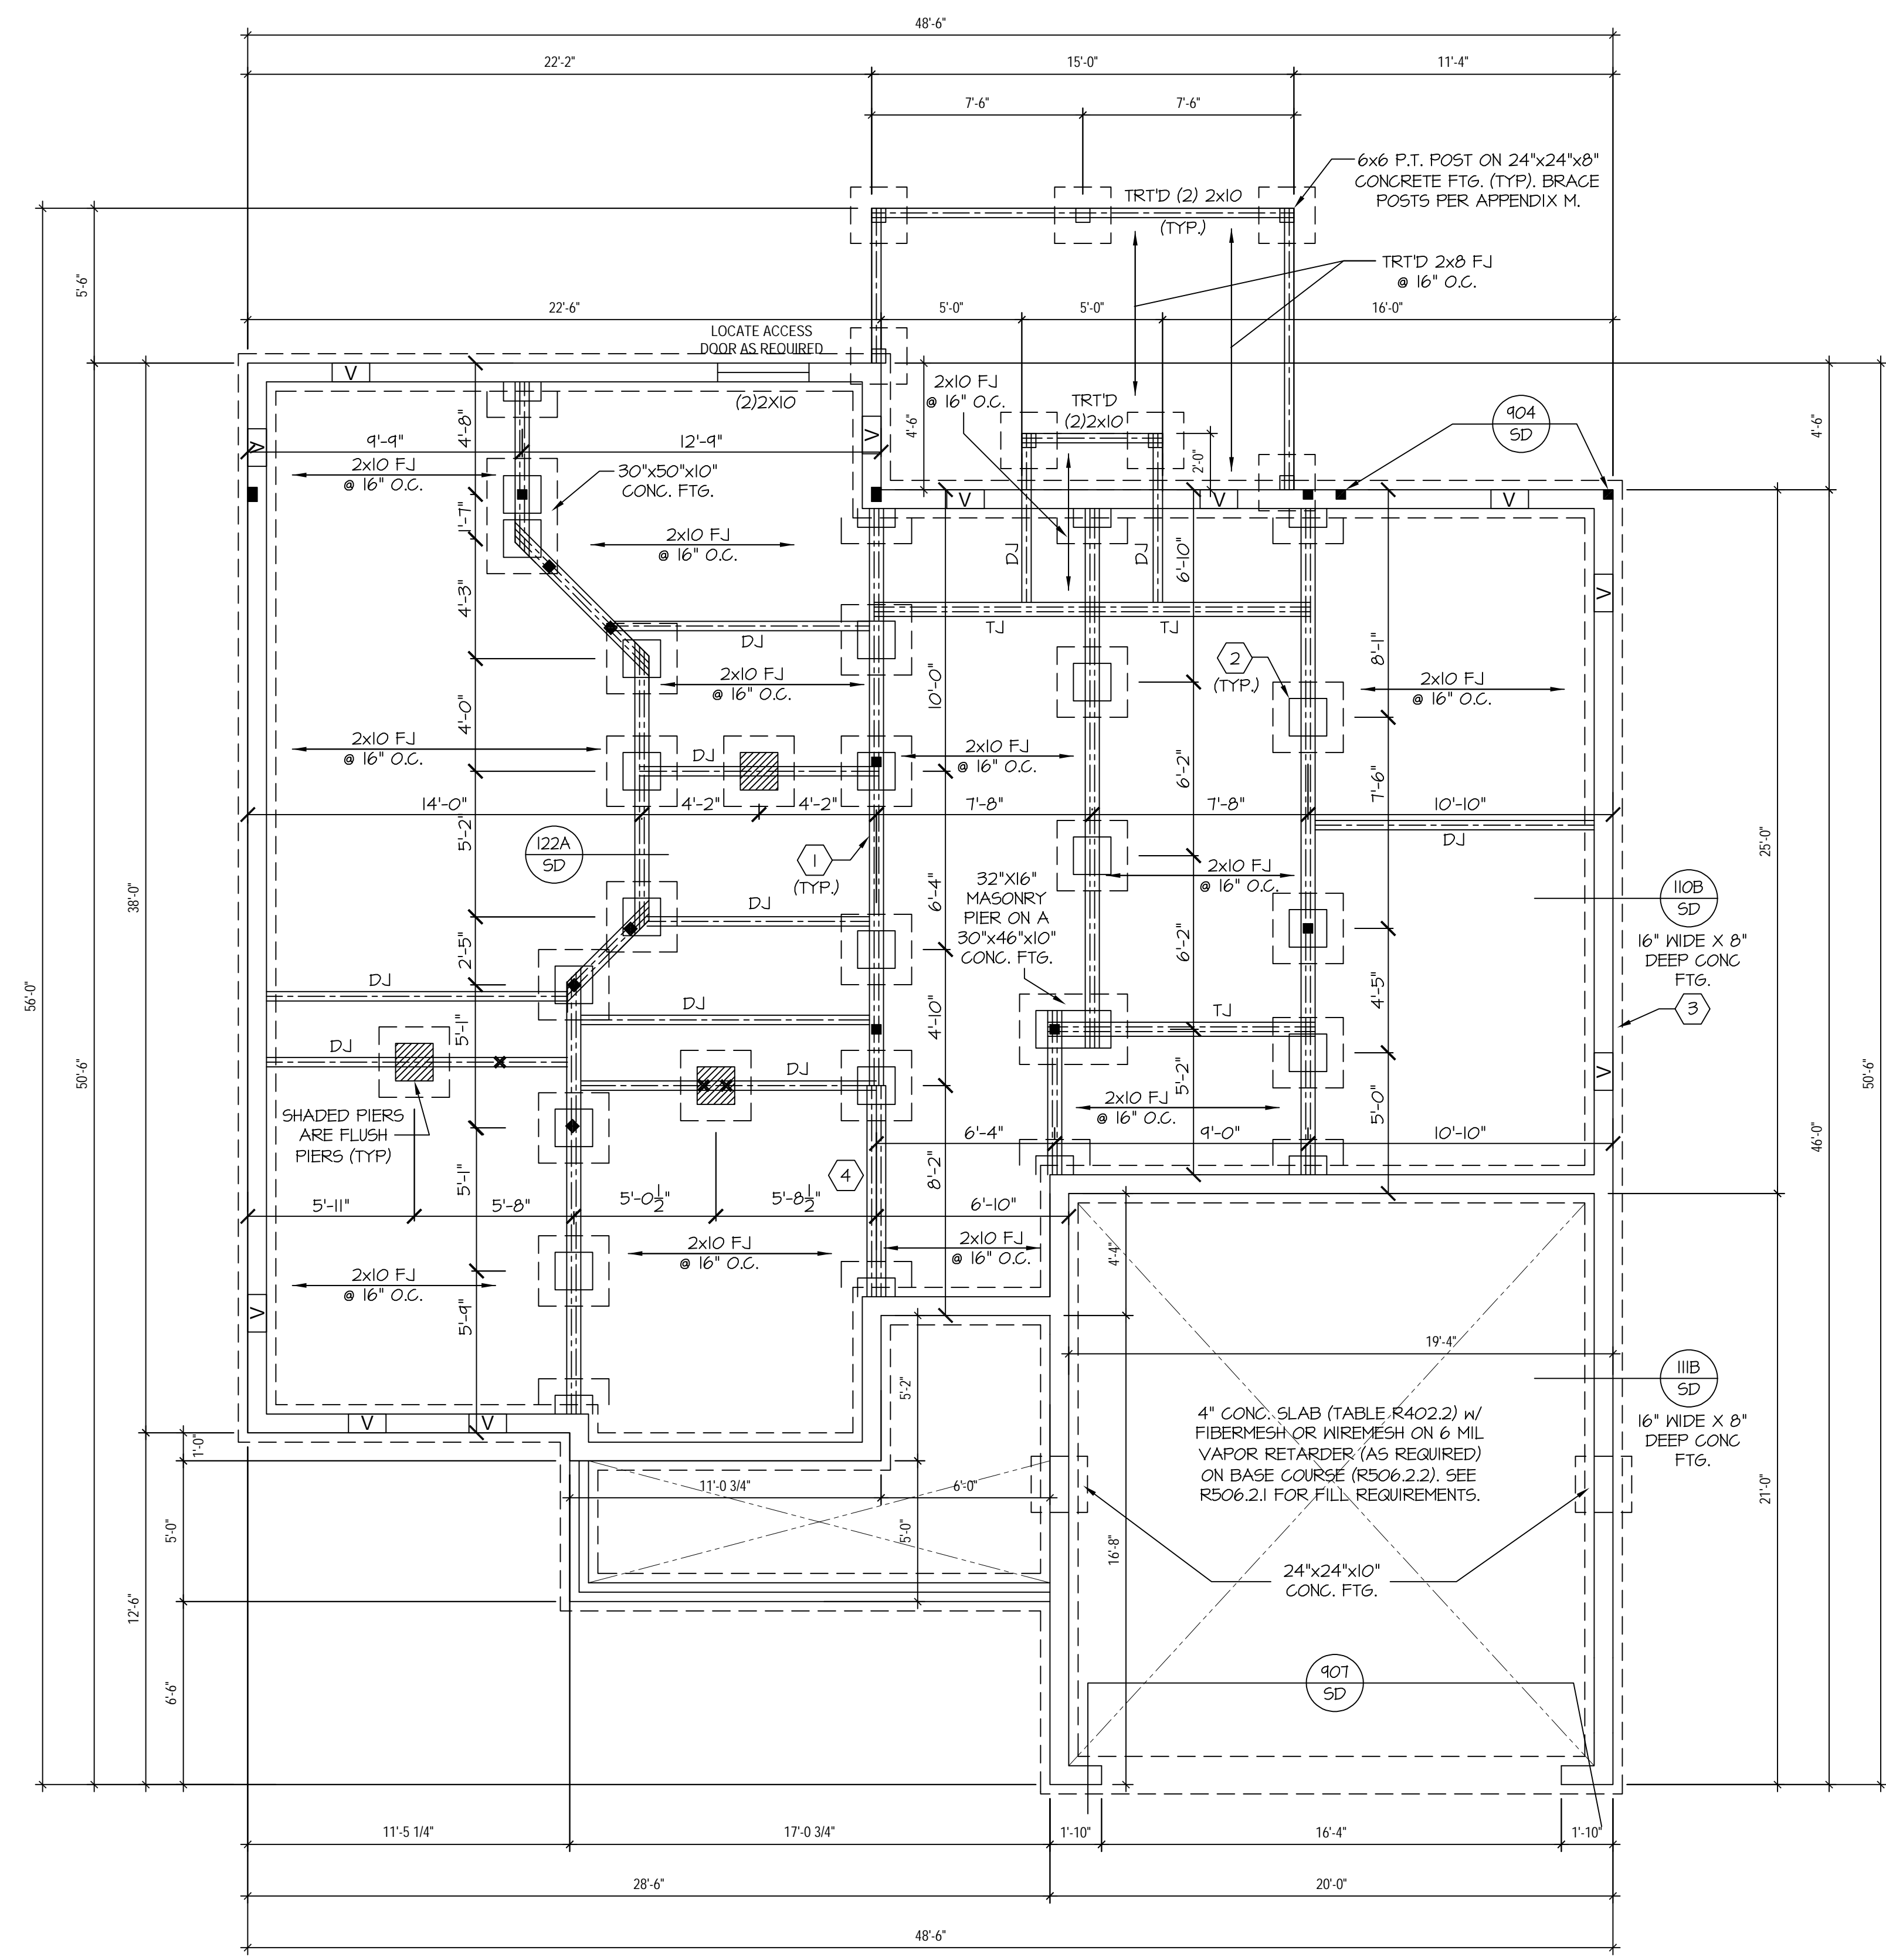 48'-6"
22'-2"
15'-0"
11'-4"
7'-6"
7'-6"
6x6 P.T. POST ON 24"x24"x8"
CONCRETE FTG. (TYP). BRACE
POSTS PER APPENDIX M.
TRT'D (2) 2x10
(TYP.)
TRT'D 2x8 FJ
@ 16" O.C.
5'-6"
22'-6"
5'-0"
5'-0"
16'-0"
LOCATE ACCESS
DOOR AS REQUIRED
V
(2)2X10
2x10 FJ
@ 16" O.C.
TRT'D
(2)2x10
904
SD
4'-8"
4'-6"
4'-6"
V
V
9'-9"
12'-9"
2x10 FJ
@ 16" O.C.
30"x50"x10"
CONC. FTG.
2'-0"
V
V
V
1'-7"
2x10 FJ
@ 16" O.C.
DJ
DJ
6'-10"
4'-3"
V
DJ
TJ
TJ
2
(TYP.)
8'-1"
2x10 FJ
@ 16" O.C.
10'-0"
2x10 FJ
@ 16" O.C.
4'-0"
2x10 FJ
@ 16" O.C.
DJ
2x10 FJ
@ 16" O.C.
6'-2"
7'-6"
14'-0"
4'-2"
4'-2"
7'-8"
7'-8"
10'-10"
5'-2"
122A
SD
1
(TYP.)
DJ
25'-0"
2x10 FJ
@ 16" O.C.
32"X16"
MASONRY
PIER ON A
30"x46"x10"
CONC. FTG.
6'-4"
38'-0"
DJ
110B
SD
16" WIDE X 8"
DEEP CONC
FTG.
3
2'-5"
6'-2"
4'-5"
56'-0"
DJ
DJ
TJ
5'-1"
4'-10"
DJ
DJ
V
50'-6"
50'-6"
5'-2"
5'-0"
SHADED PIERS
ARE FLUSH
PIERS (TYP)
2x10 FJ
@ 16" O.C.
6'-4"
9'-0"
10'-10"
46'-0"
5'-1"
4
8'-2"
5'-11"
5'-8"
5'-0½"
5'-8½"
6'-10"
2x10 FJ
@ 16" O.C.
2x10 FJ
@ 16" O.C.
2x10 FJ
@ 16" O.C.
4'-4"
V
5'-9"
19'-4"
5'-2"
111B
SD
16" WIDE X 8"
DEEP CONC
FTG.
V
V
1'-0"
4" CONC. SLAB (TABLE R402.2) W/
FIBERMESH OR WIREMESH ON 6 MIL
VAPOR RETARDER (AS REQUIRED)
ON BASE COURSE (R506.2.2). SEE
R506.2.1 FOR FILL REQUIREMENTS.
11'-0 3/4"
6'-0"
21'-0"
5'-0"
5'-0"
16'-8"
24"x24"x10"
CONC. FTG.
12'-6"
6'-6"
907
SD
11'-5 1/4"
17'-0 3/4"
1'-10"
16'-4"
1'-10"
28'-6"
20'-0"
48'-6"